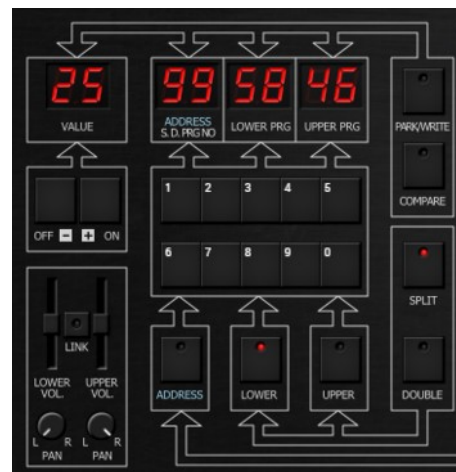 25 99 58 46
VALUE
ADDRESS
S. D. PRG NO
LOWER PRG
UPPER PRG
PARK/WRITE
COMPARE
1 2 3 4 5
OFF - + ON
6 7 8 9 0
SPLIT
LINK
LOWER VOL.
UPPER VOL.
ADDRESS
LOWER
UPPER
DOUBLE
L R L R
PAN PAN